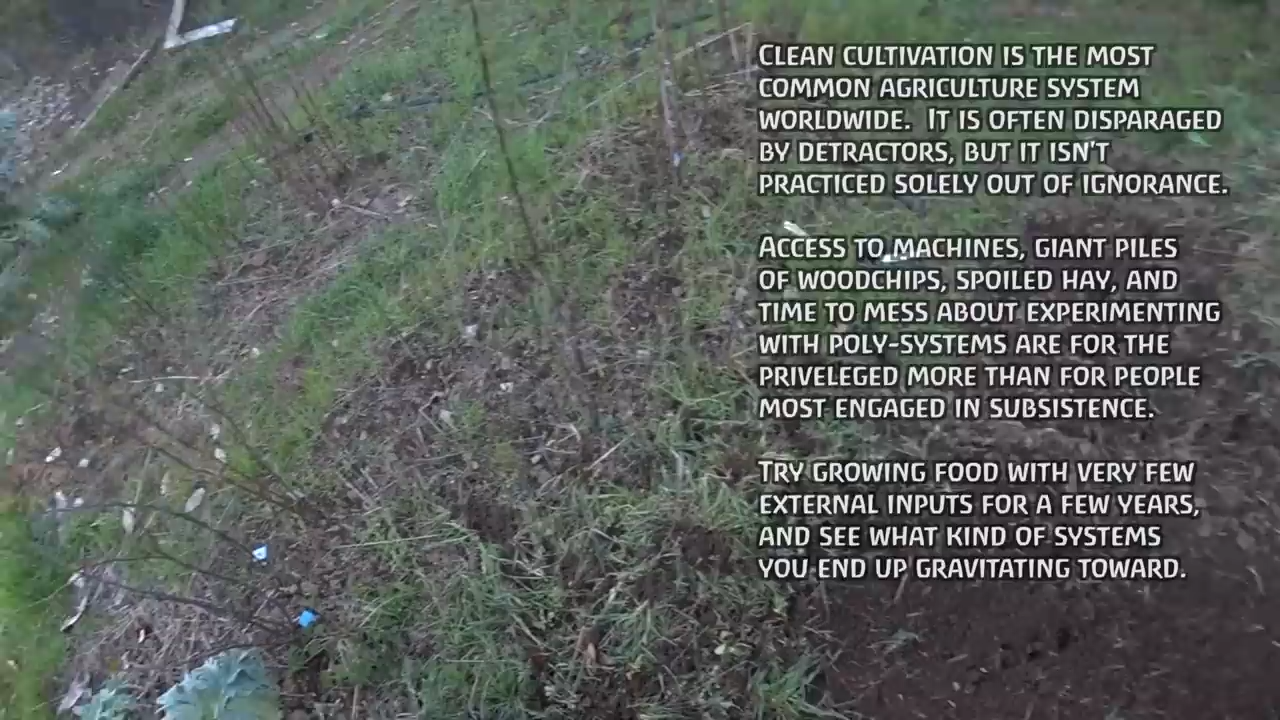 Clean cultivation is the most
common agriculture system
worldwide.  It is often disparaged
by detractors, but it isn't
practiced solely out of ignorance.
Access to machines, giant piles
of woodchips, spoiled hay, and
time to mess about experimenting
with poly-systems are for the
priveleged more than for people
most engaged in subsistence.
Try growing food with very few
external inputs for a few years,
and see what kind of systems
you end up gravitating toward.